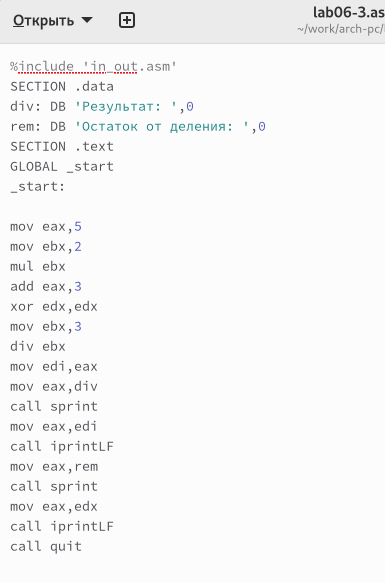 Открыть
lab06-3.as
~/work/arch-pc/
%include 'in_out.asm'
SECTION .data
div: DB 'Результат: ',0
rem: DB 'Остаток от деления: ',0
SECTION .text
GLOBAL _start
_start:
mov eax,5
mov ebx,2
mul ebx
add eax,3
xor edx,edx
mov ebx,3
div ebx
mov edi,eax
mov eax,div
call sprint
mov eax,edi
call iprintLF
mov eax,rem
call sprint
mov eax,edx
call iprintLF
call quit